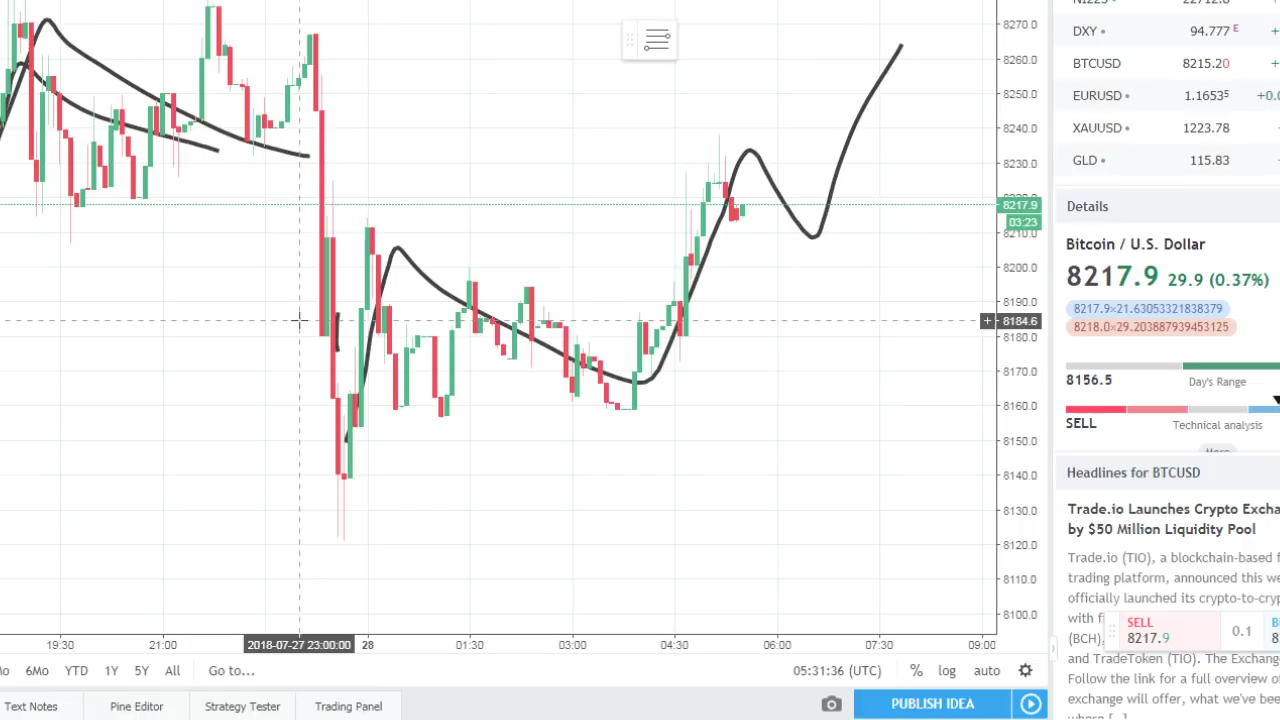 8270.0
8260.0
8250.0
8240.0
8230.0
8217.9
03:23
8210.0
8200.0
8190.0
+ 8184.6
8180.0
8170.0
8160.0
8150.0
8140.0
8130.0
8120.0
8110.0
8100.0
19:30 21:00 2018-07-27 23:00:00 28 01:30 03:00 04:30 06:00 07:30 09:00
6Mo YTD 1Y 5Y All Go to... 05:31:36 (UTC) % log auto
Text Notes Pine Editor Strategy Tester Trading Panel PUBLISH IDEA
DXY 94.777 E +
BTCUSD 8215.20 +
EURUSD 1.16535 +0.0
XAUUSD 1223.78
GLD 115.83
Details
Bitcoin / U.S. Dollar
8217.9 29.9 (0.37%)
8217.9×21.63053321838379
8218.0×29.203887939453125
8156.5 Day's Range
SELL Technical analysis
Headlines for BTCUSD
Trade.io Launches Crypto Excha
by $50 Million Liquidity Pool
Trade.io (TIO), a blockchain-based f
trading platform, announced this we
officially launched its crypto-to-cryp
with fi
(BCH),
SELL
8217.9
0.1
and TradeToken (TIO). The Exchange
Follow the link for a full overview of
exchange will offer, what we've bee